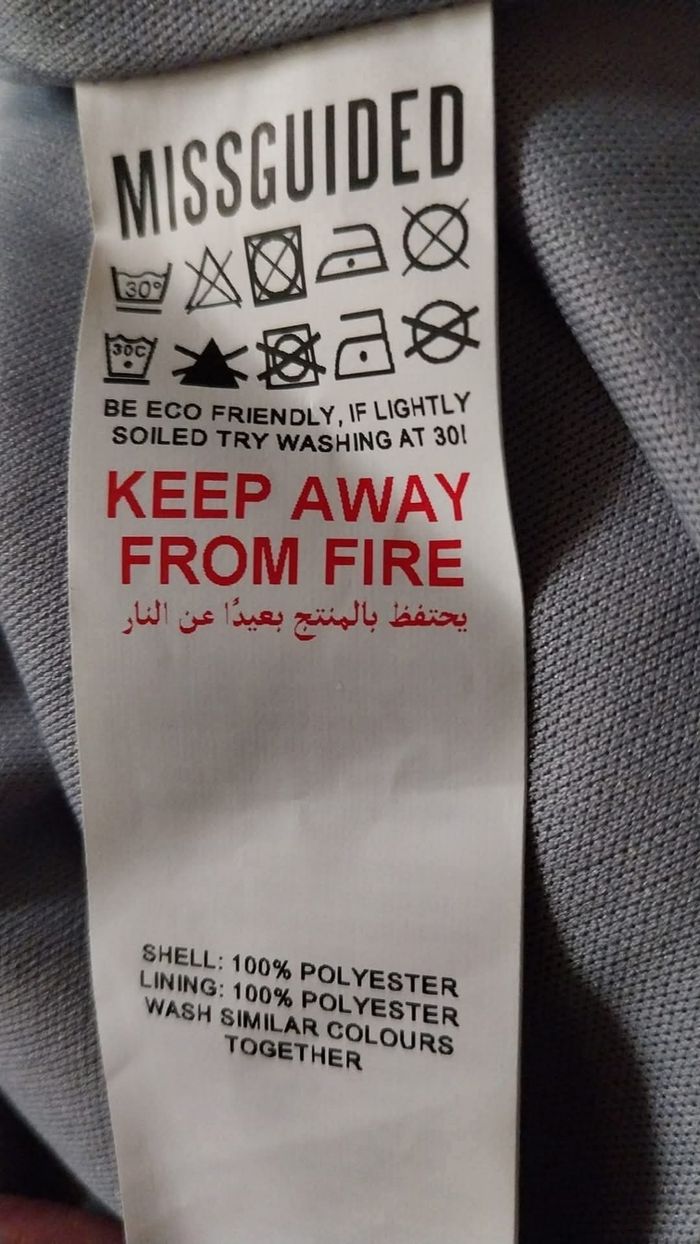 MISSGUIDED
30°
30C
BE ECO FRIENDLY, IF LIGHTLY
SOILED TRY WASHING AT 30!
KEEP AWAY
FROM FIRE
يحتفظ بالمنتج بعيدًا عن النار
SHELL: 100% POLYESTER
LINING: 100% POLYESTER
WASH SIMILAR COLOURS
TOGETHER